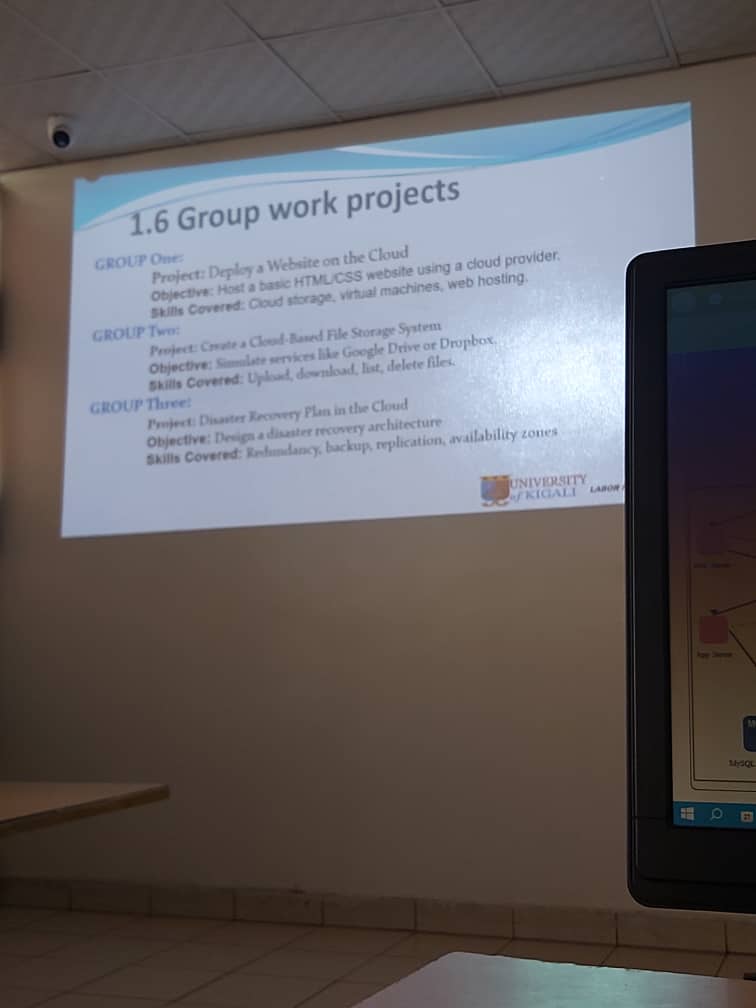 1.6 Group work projects
GROUP One:
Project: Deploy a Website on the Cloud
Objective: Host a basic HTML/CSS website using a cloud provider.
Skills Covered: Cloud storage, virtual machines, web hosting.
GROUP Two:
Project: Create a Cloud-Based File Storage System
Objective: Simulate services like Google Drive or Dropbox.
Skills Covered: Upload, download, list, delete files.
GROUP Three:
Project: Disaster Recovery Plan in the Cloud
Objective: Design a disaster recovery architecture
Skills Covered: Redundancy, backup, replication, availability zones
UNIVERSITY
of KIGALI
LABOR
MySQL